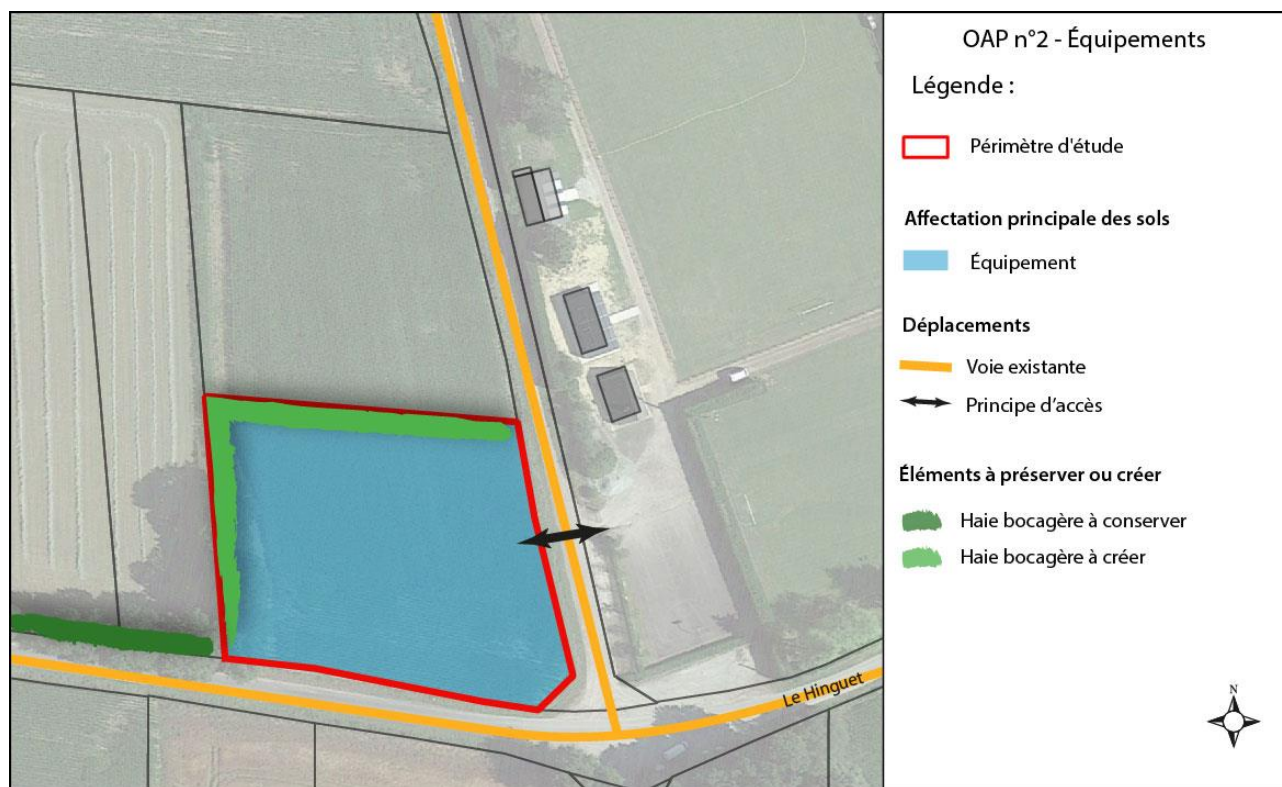 OAP n°2 - Équipements
Légende :
Périmètre d'étude
Affectation principale des sols
Équipement
Déplacements
Voie existante
Principe d'accès
Éléments à préserver ou créer
Haie bocagère à conserver
Haie bocagère à créer
Le Hinguet
N